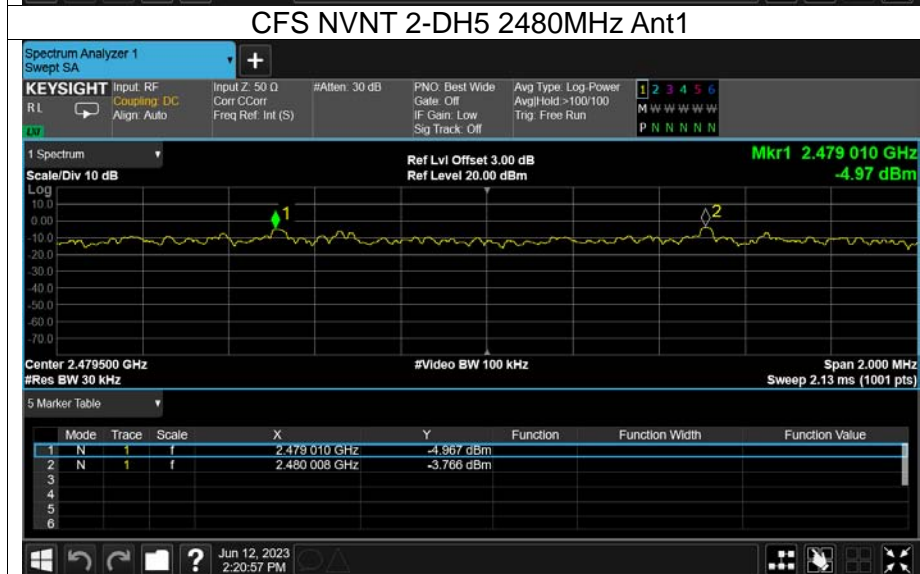 CFS NVNT 2-DH5 2480MHz Ant1
Spectrum Analyzer 1
Swept SA
+
KEYSIGHT
RL
LXI
Input: RF
Coupling: DC
Align: Auto
Input Z: 50 Ω
Corr CCorr
Freq Ref: Int (S)
#Atten: 30 dB
PNO: Best Wide
Gate: Off
IF Gain: Low
Sig Track: Off
Avg Type: Log-Power
Avg|Hold:>100/100
Trig: Free Run
1 2 3 4 5 6
M W W W W W
P N N N N N
1 Spectrum
Scale/Div 10 dB
Ref Lvl Offset 3.00 dB
Ref Level 20.00 dBm
Mkr1 2.479 010 GHz
-4.97 dBm
Log
10.0
0.00
-10.0
-20.0
-30.0
-40.0
-50.0
-60.0
-70.0
1
2
Center 2.479500 GHz
#Video BW 100 kHz
Span 2.000 MHz
#Res BW 30 kHz
Sweep 2.13 ms (1001 pts)
5 Marker Table
Mode Trace Scale X Y Function Function Width Function Value
1 N 1 f 2.479 010 GHz -4.967 dBm
2 N 1 f 2.480 008 GHz -3.766 dBm
3
4
5
6
?
Jun 12, 2023
2:20:57 PM